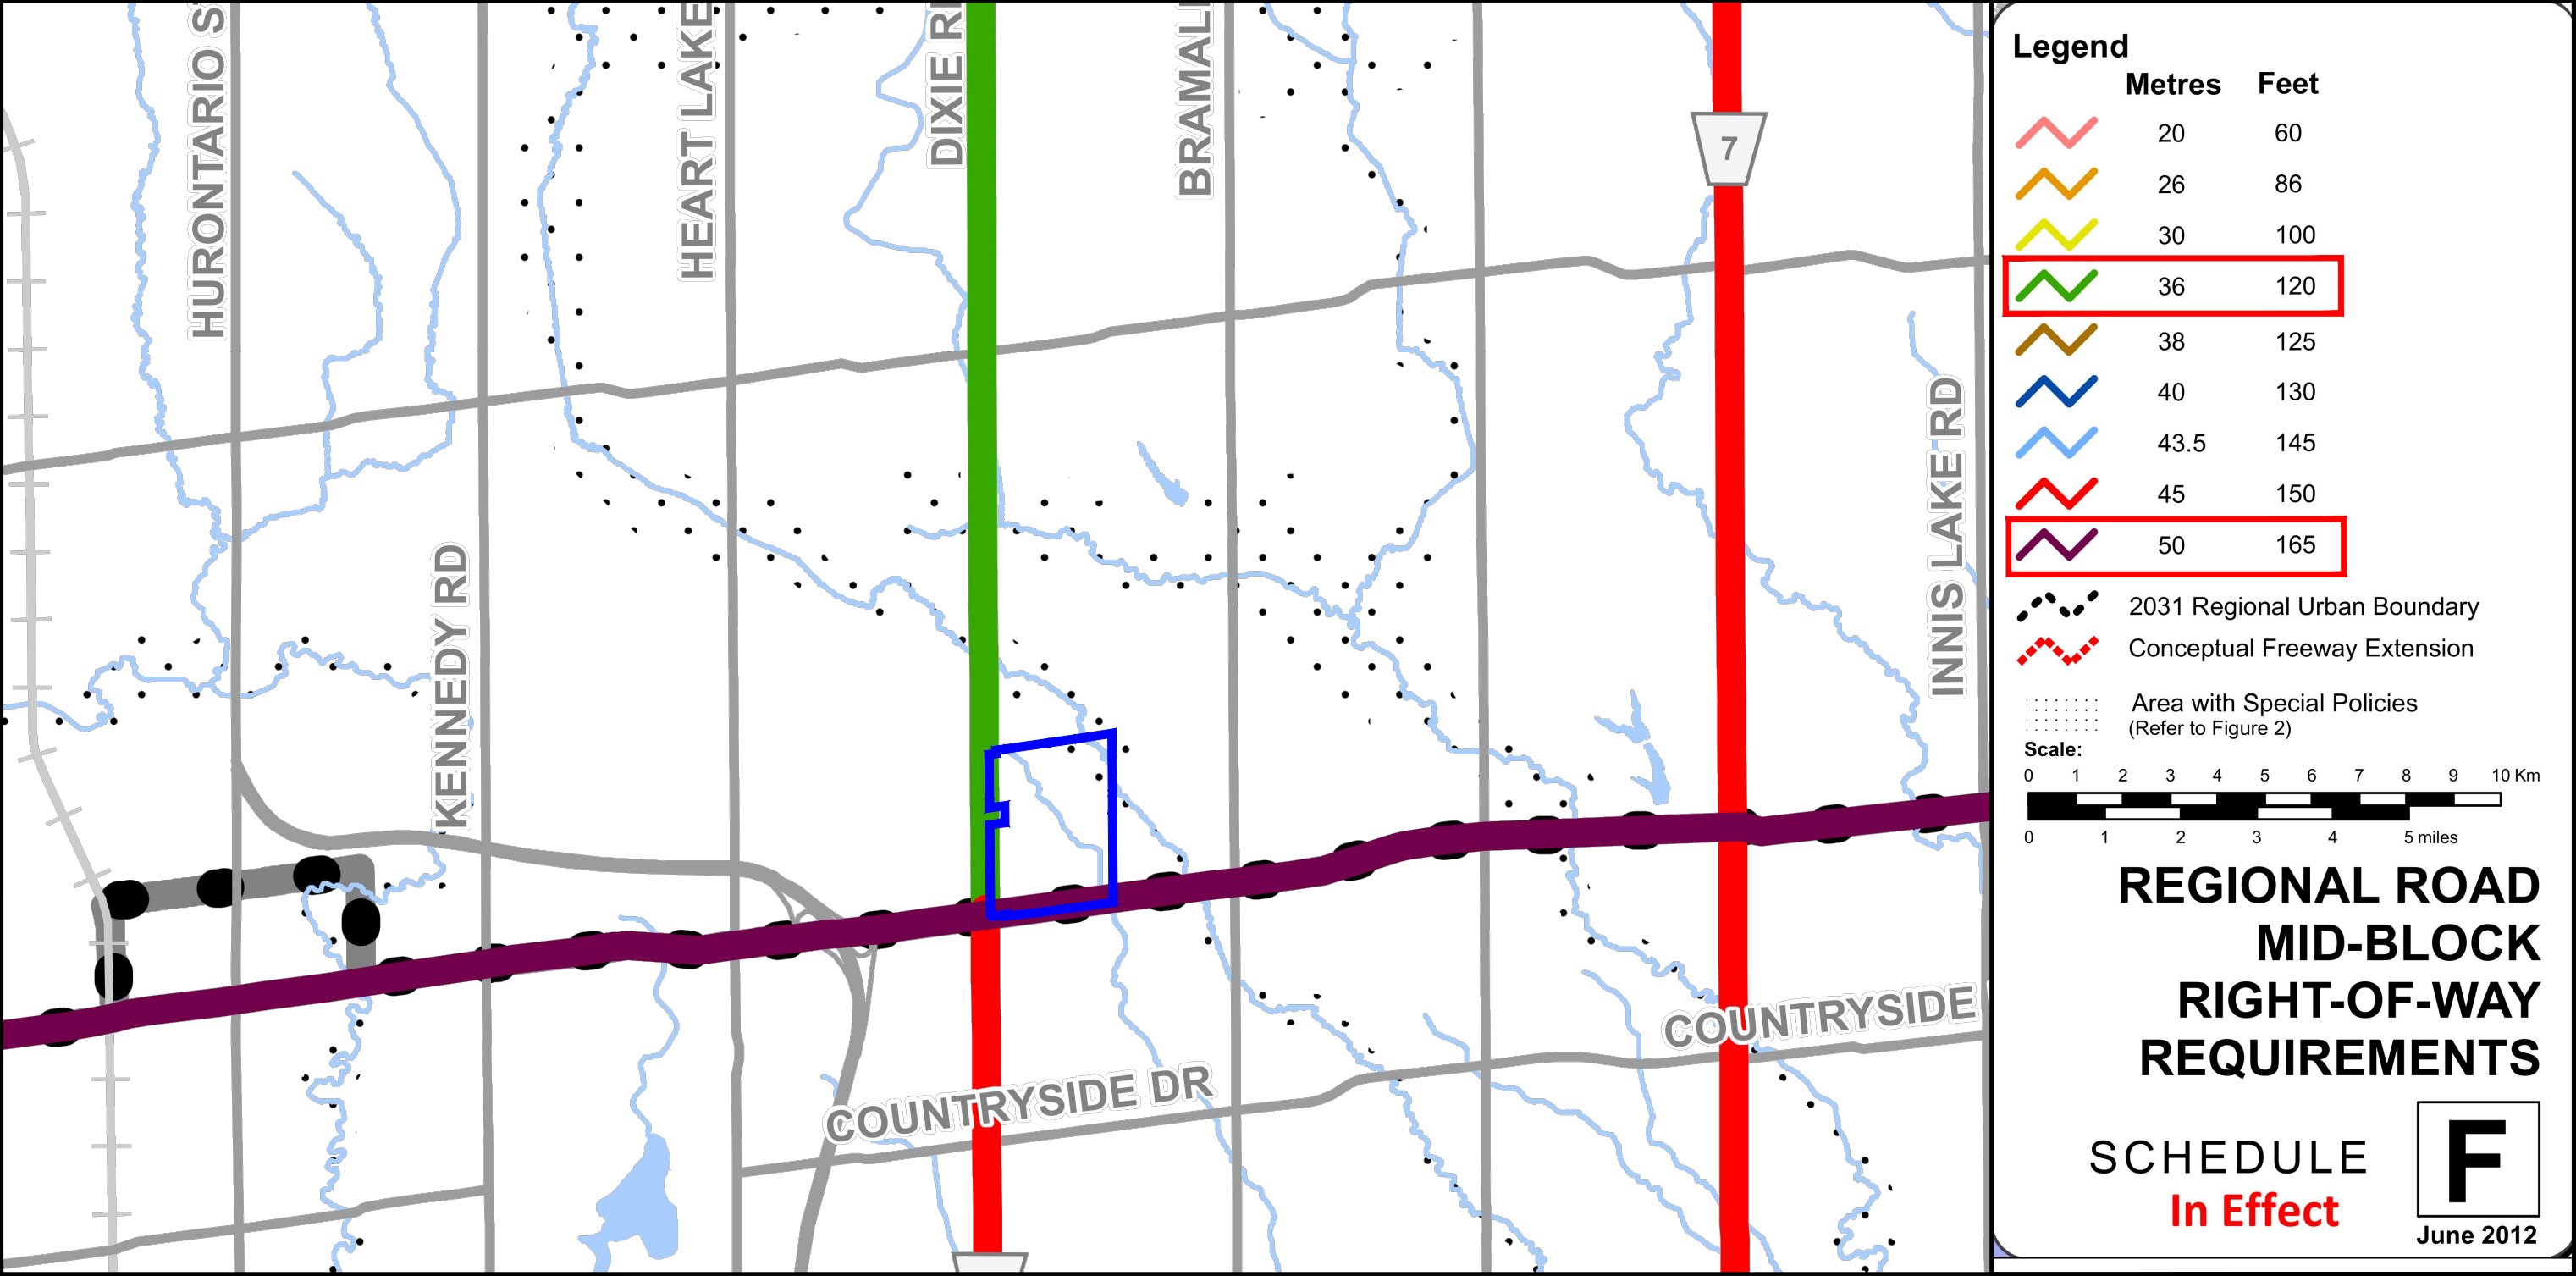 HURONTARIO S
HEART LAKE
DIXIE R
BRAMAL
7
KENNEDY RD
INNIS LAKE RD
COUNTRYSIDE
COUNTRYSIDE DR
Legend
Metres Feet
20 60
26 86
30 100
36 120
38 125
40 130
43.5 145
45 150
50 165
2031 Regional Urban Boundary
Conceptual Freeway Extension
Area with Special Policies
(Refer to Figure 2)
Scale:
0 1 2 3 4 5 6 7 8 9 10 Km
0 1 2 3 4 5 miles
REGIONAL ROAD
MID-BLOCK
RIGHT-OF-WAY
REQUIREMENTS
SCHEDULE F
In Effect
June 2012